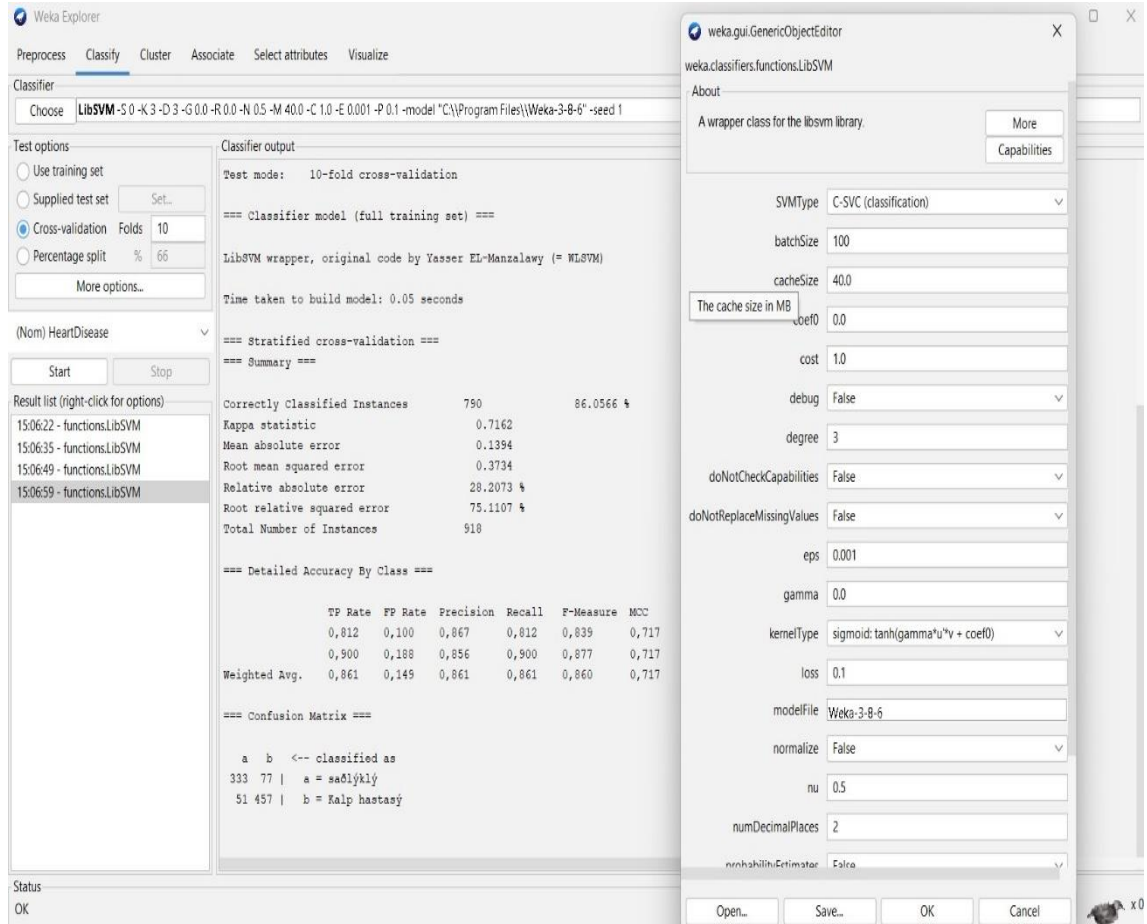 Weka Explorer
Preprocess Classify Cluster Associate Select attributes Visualize
Classifier
Choose LibSVM -S 0 -K 3 -D 3 -G 0.0 -R 0.0 -N 0.5 -M 40.0 -C 1.0 -E 0.001 -P 0.1 -model "C:\\Program Files\\Weka-3-8-6" -seed 1
Test options
Use training set
Supplied test set Set...
Cross-validation Folds 10
Percentage split % 66
More options...
(Nom) HeartDisease
Start Stop
Result list (right-click for options)
15:06:22 - functions.LibSVM
15:06:35 - functions.LibSVM
15:06:49 - functions.LibSVM
15:06:59 - functions.LibSVM
Classifier output
Test mode: 10-fold cross-validation
=== Classifier model (full training set) ===
LibSVM wrapper, original code by Yasser EL-Manzalawy (= WLSVM)
Time taken to build model: 0.05 seconds
=== Stratified cross-validation ===
=== Summary ===
Correctly Classified Instances 790 86.0566 %
Kappa statistic 0.7162
Mean absolute error 0.1394
Root mean squared error 0.3734
Relative absolute error 28.2073 %
Root relative squared error 75.1107 %
Total Number of Instances 918
=== Detailed Accuracy By Class ===
TP Rate FP Rate Precision Recall F-Measure MCC
0,812 0,100 0,867 0,812 0,839 0,717
0,900 0,188 0,856 0,900 0,877 0,717
Weighted Avg. 0,861 0,149 0,861 0,861 0,860 0,717
=== Confusion Matrix ===
a b <-- classified as
333 77 | a = saðlýklý
51 457 | b = Kalp hastasý
Status
OK
x 0
weka.gui.GenericObjectEditor
weka.classifiers.functions.LibSVM
About
A wrapper class for the libsvm library.
More
Capabilities
SVMType C-SVC (classification)
batchSize 100
cacheSize 40.0
The cache size in MB
coef0 0.0
cost 1.0
debug False
degree 3
doNotCheckCapabilities False
doNotReplaceMissingValues False
eps 0.001
gamma 0.0
kernelType sigmoid: tanh(gamma*u'*v + coef0)
loss 0.1
modelFile Weka-3-8-6
normalize False
nu 0.5
numDecimalPlaces 2
probabilityEstimates False
Open... Save... OK Cancel